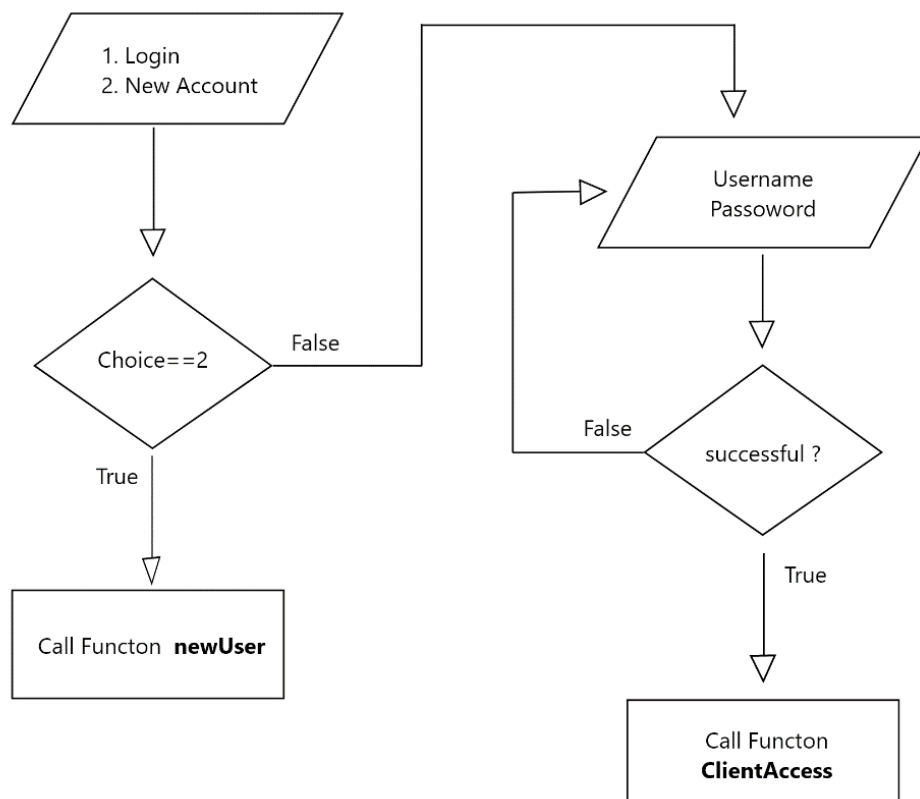 1. Login
2. New Account
Choice==2
False
True
Call Functon newUser
Username
Passoword
successful ?
False
True
Call Functon
ClientAccess